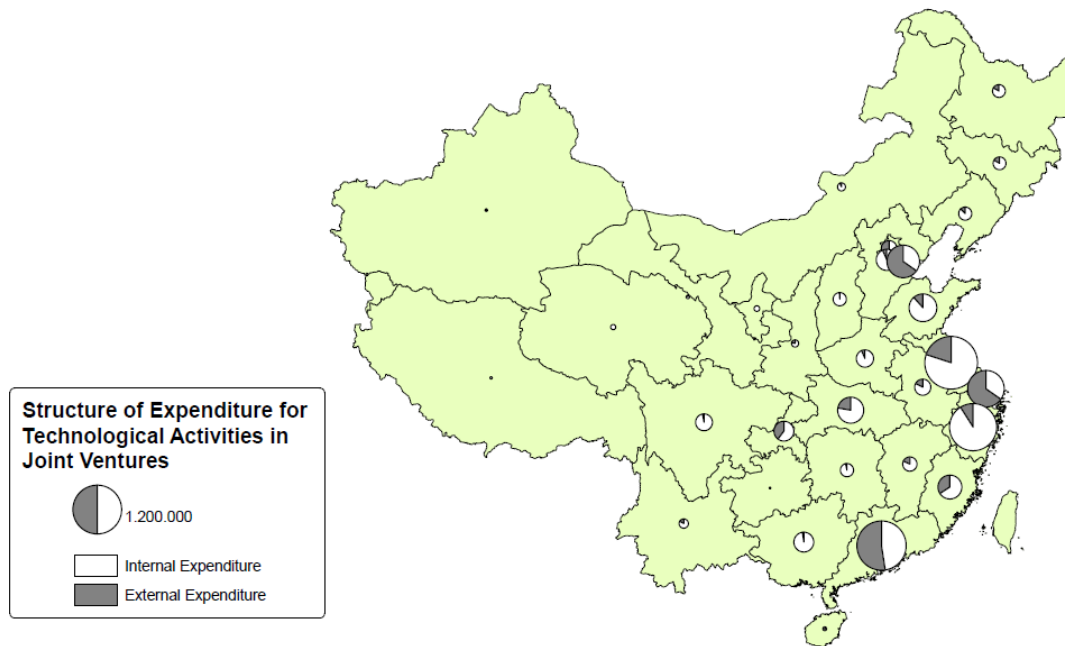 Structure of Expenditure for
Technological Activities in
Joint Ventures
1.200.000
Internal Expenditure
External Expenditure